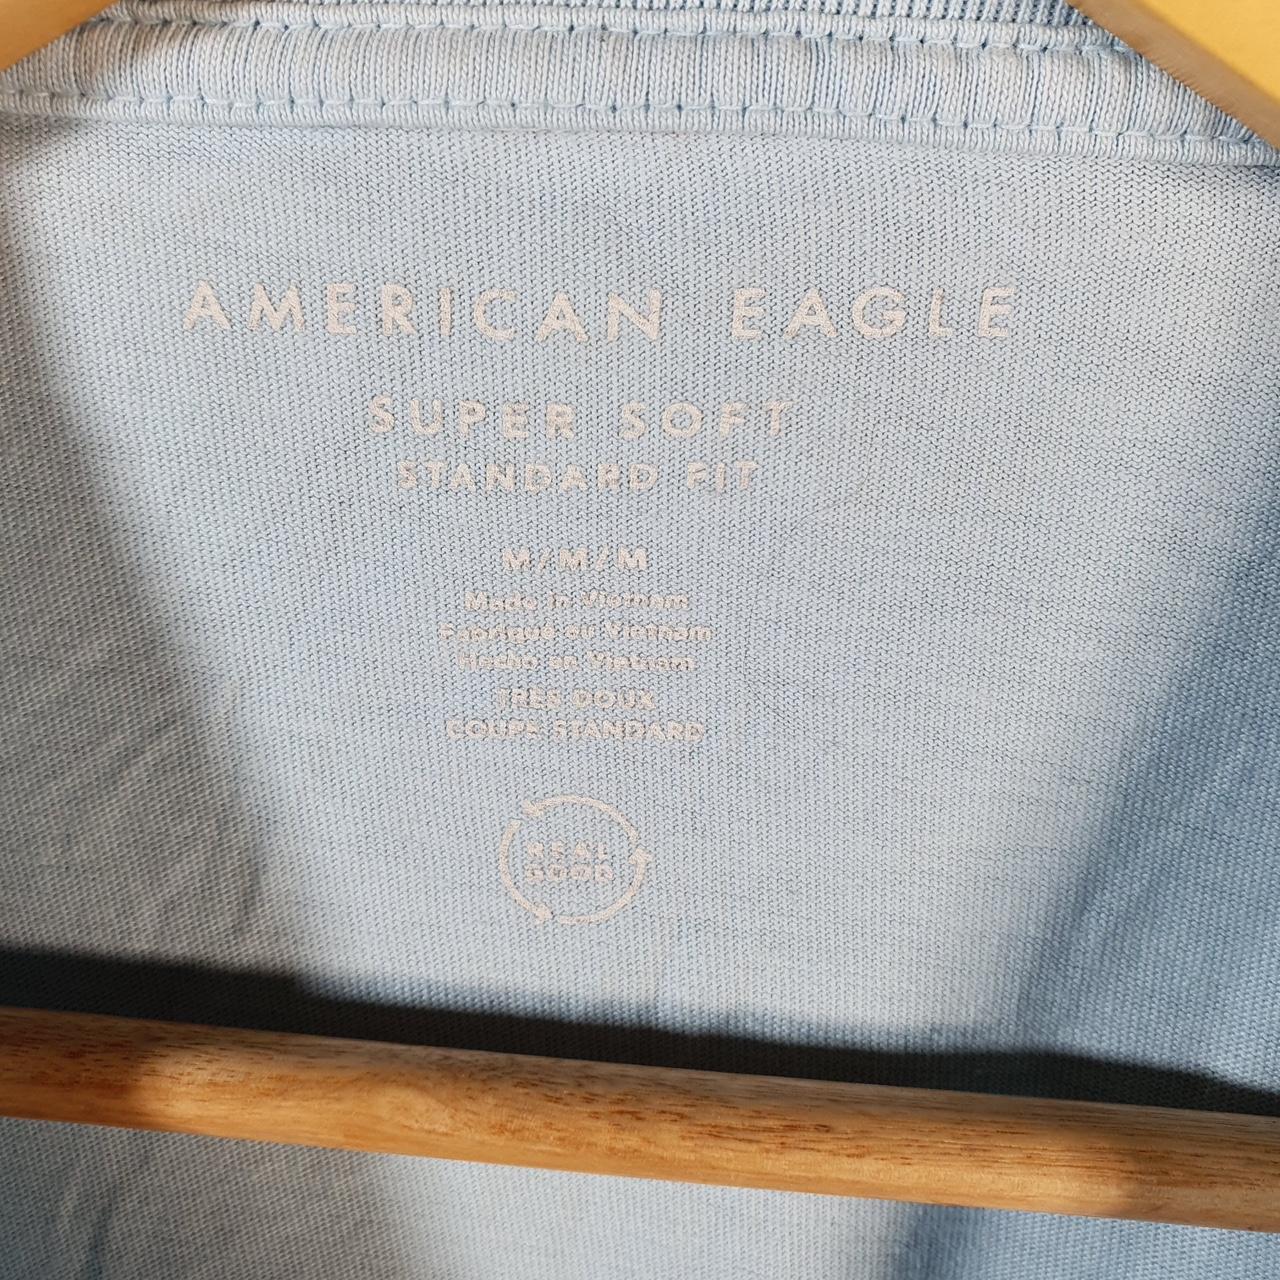 AMERICAN EAGLE
SUPER SOFT
STANDARD FIT
M/M/M
Made in Vietnam
Fabriqué au Vietnam
Hecho en Vietnam
TRÈS DOUX
COUPE STANDARD
REAL
GOOD